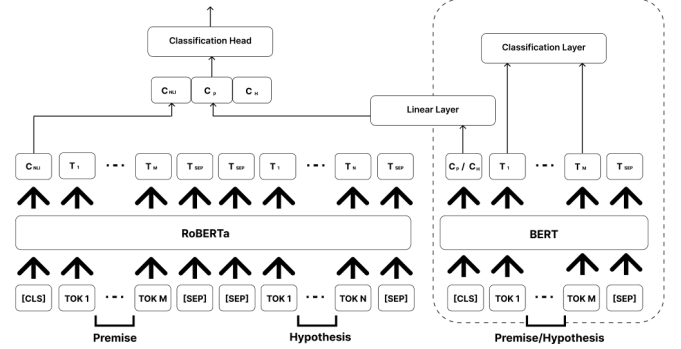 Classification Head
Classification Layer
C NLI C P C H
Linear Layer
C NLI T 1 T M T SEP T SEP T 1 T N T SEP
C P / C H T 1 T M T SEP
RoBERTa
BERT
[CLS] TOK 1 TOK M [SEP] [SEP] TOK 1 TOK N [SEP]
[CLS] TOK 1 TOK M [SEP]
Premise
Hypothesis
Premise/Hypothesis